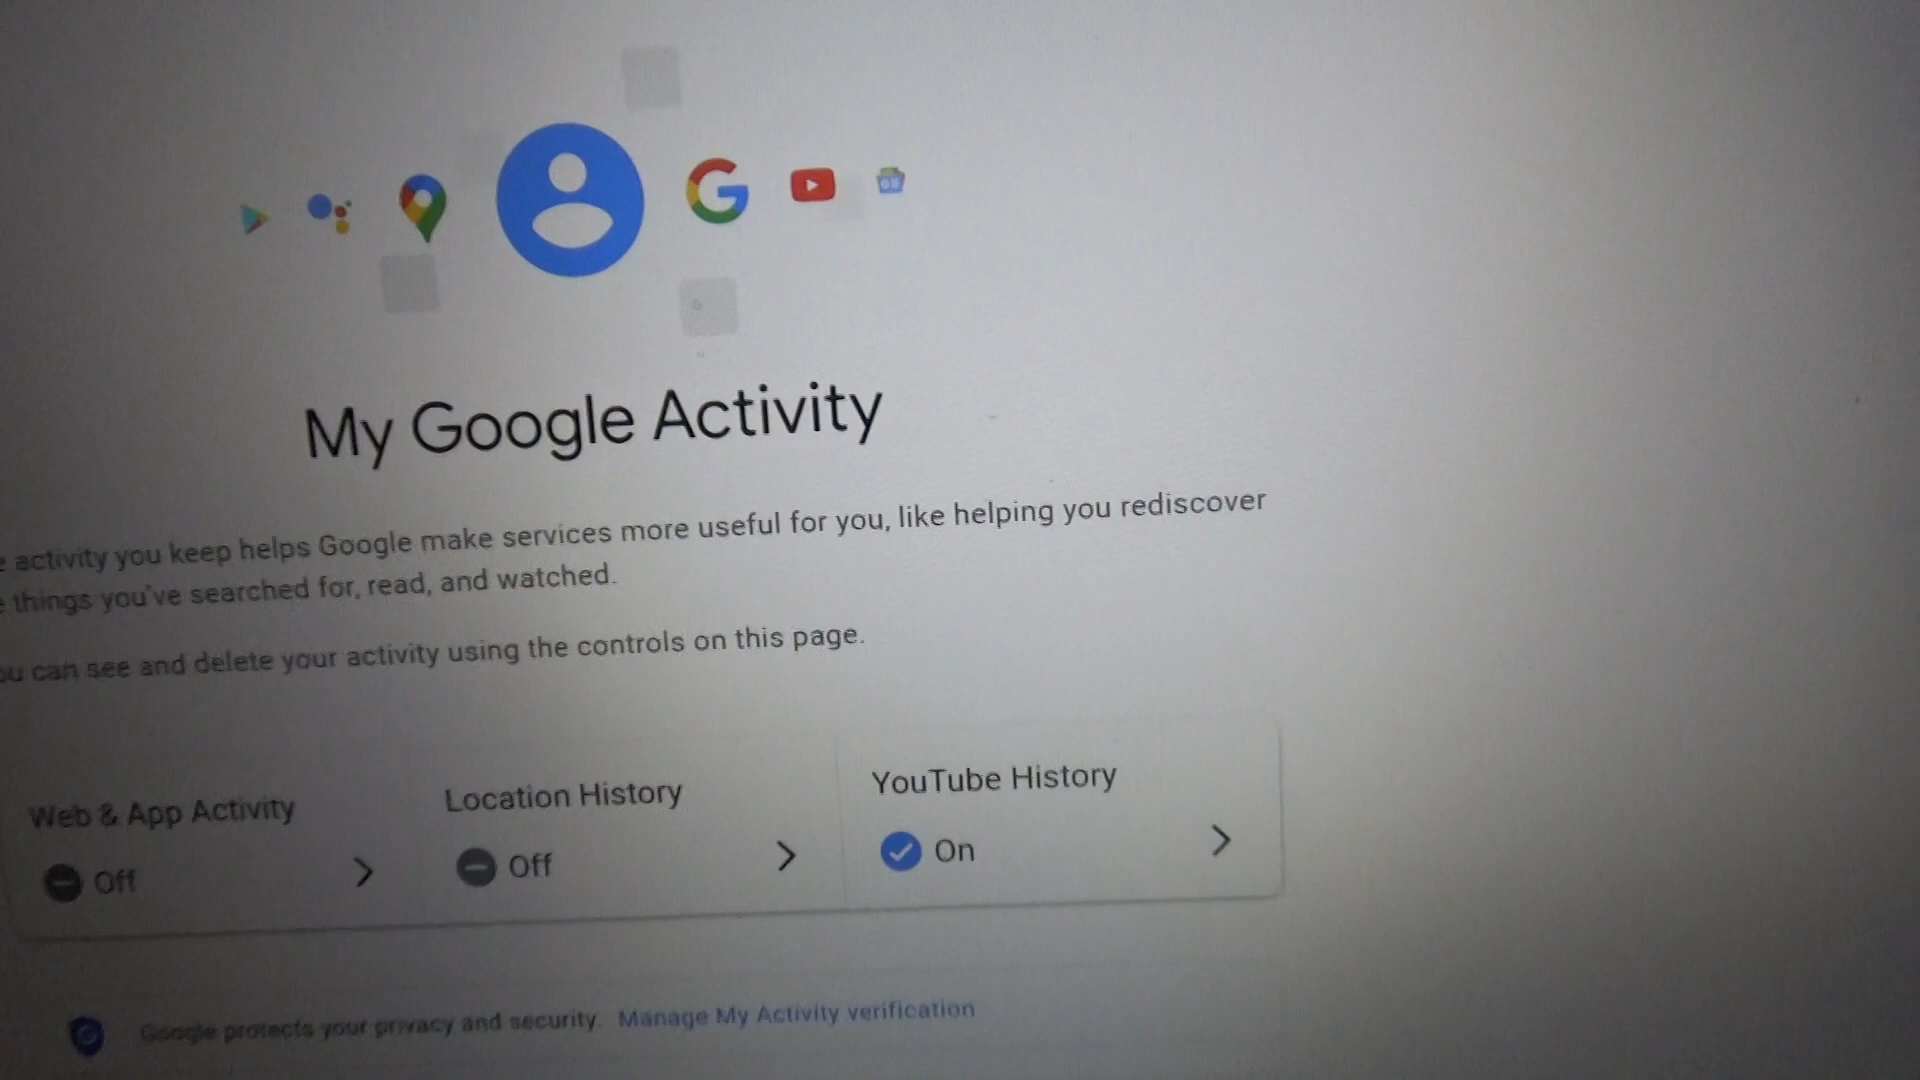 My Google Activity
activity you keep helps Google make services more useful for you, like helping you rediscover
things you've searched for, read, and watched.
can see and delete your activity using the controls on this page.
Web & App Activity
Off
Location History
Off
YouTube History
On
Google protects your privacy and security. Manage My Activity verification